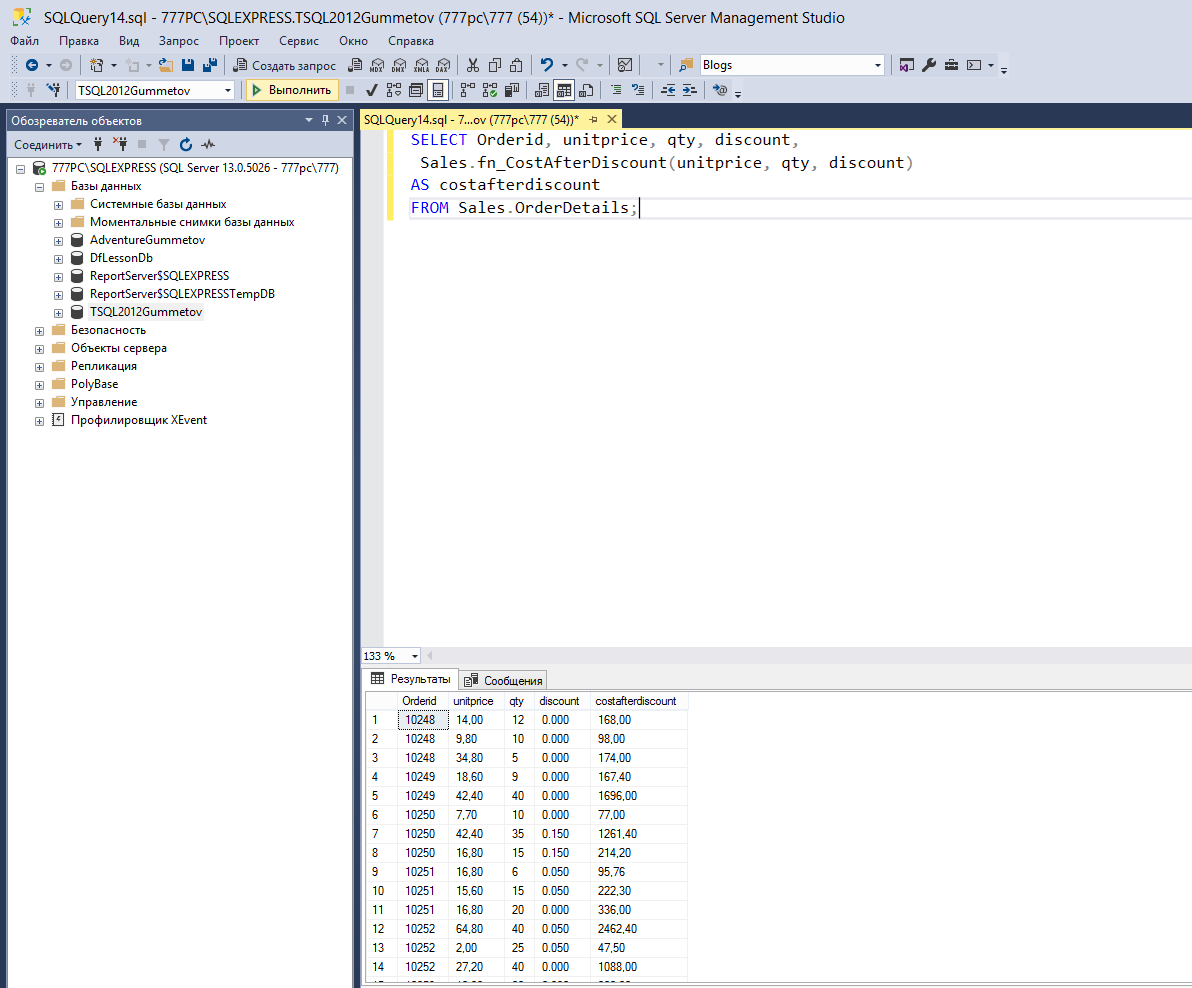 SQLQuery14.sql - 777PC\SQLEXPRESS.TSQL2012Gummetov (777pc\777 (54))* - Microsoft SQL Server Management Studio
Файл Правка Вид Запрос Проект Сервис Окно Справка
Создать запрос MDX DMX XMLA DAX Blogs
TSQL2012Gummetov Выполнить
Обозреватель объектов
Соединить
777PC\SQLEXPRESS (SQL Server 13.0.5026 - 777pc\777)
Базы данных
Системные базы данных
Моментальные снимки базы данных
AdventureGummetov
DfLessonDb
ReportServer$SQLEXPRESS
ReportServer$SQLEXPRESSTempDB
TSQL2012Gummetov
Безопасность
Объекты сервера
Репликация
PolyBase
Управление
Профилировщик XEvent
SQLQuery14.sql - 7...ov (777pc\777 (54))*
SELECT Orderid, unitprice, qty, discount,
Sales.fn_CostAfterDiscount(unitprice, qty, discount)
AS costafterdiscount
FROM Sales.OrderDetails;
133 %
Результаты Сообщения
Orderid unitprice qty discount costafterdiscount
1 10248 14,00 12 0.000 168,00
2 10248 9,80 10 0.000 98,00
3 10248 34,80 5 0.000 174,00
4 10249 18,60 9 0.000 167,40
5 10249 42,40 40 0.000 1696,00
6 10250 7,70 10 0.000 77,00
7 10250 42,40 35 0.150 1261,40
8 10250 16,80 15 0.150 214,20
9 10251 16,80 6 0.050 95,76
10 10251 15,60 15 0.050 222,30
11 10251 16,80 20 0.000 336,00
12 10252 64,80 40 0.050 2462,40
13 10252 2,00 25 0.050 47,50
14 10252 27,20 40 0.000 1088,00